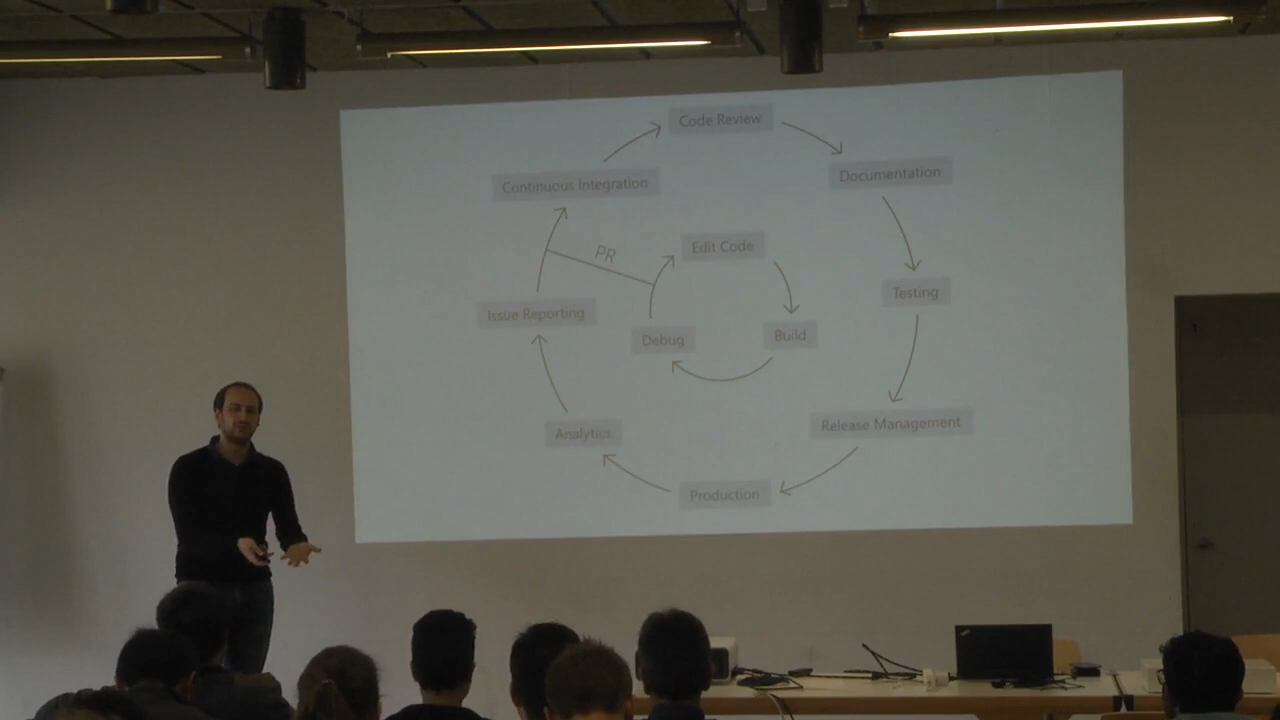 Code Review
Continuous Integration
Documentation
PR
Edit Code
Testing
Issue Reporting
Debug
Build
Release Management
Analytics
Production